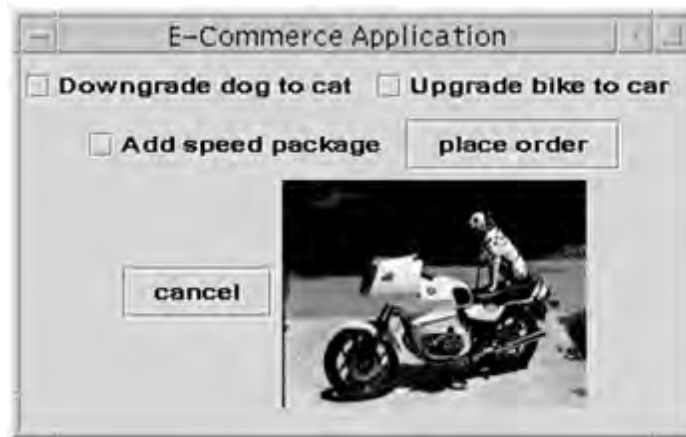 E-Commerce Application
Downgrade dog to cat Upgrade bike to car
Add speed package place order
cancel